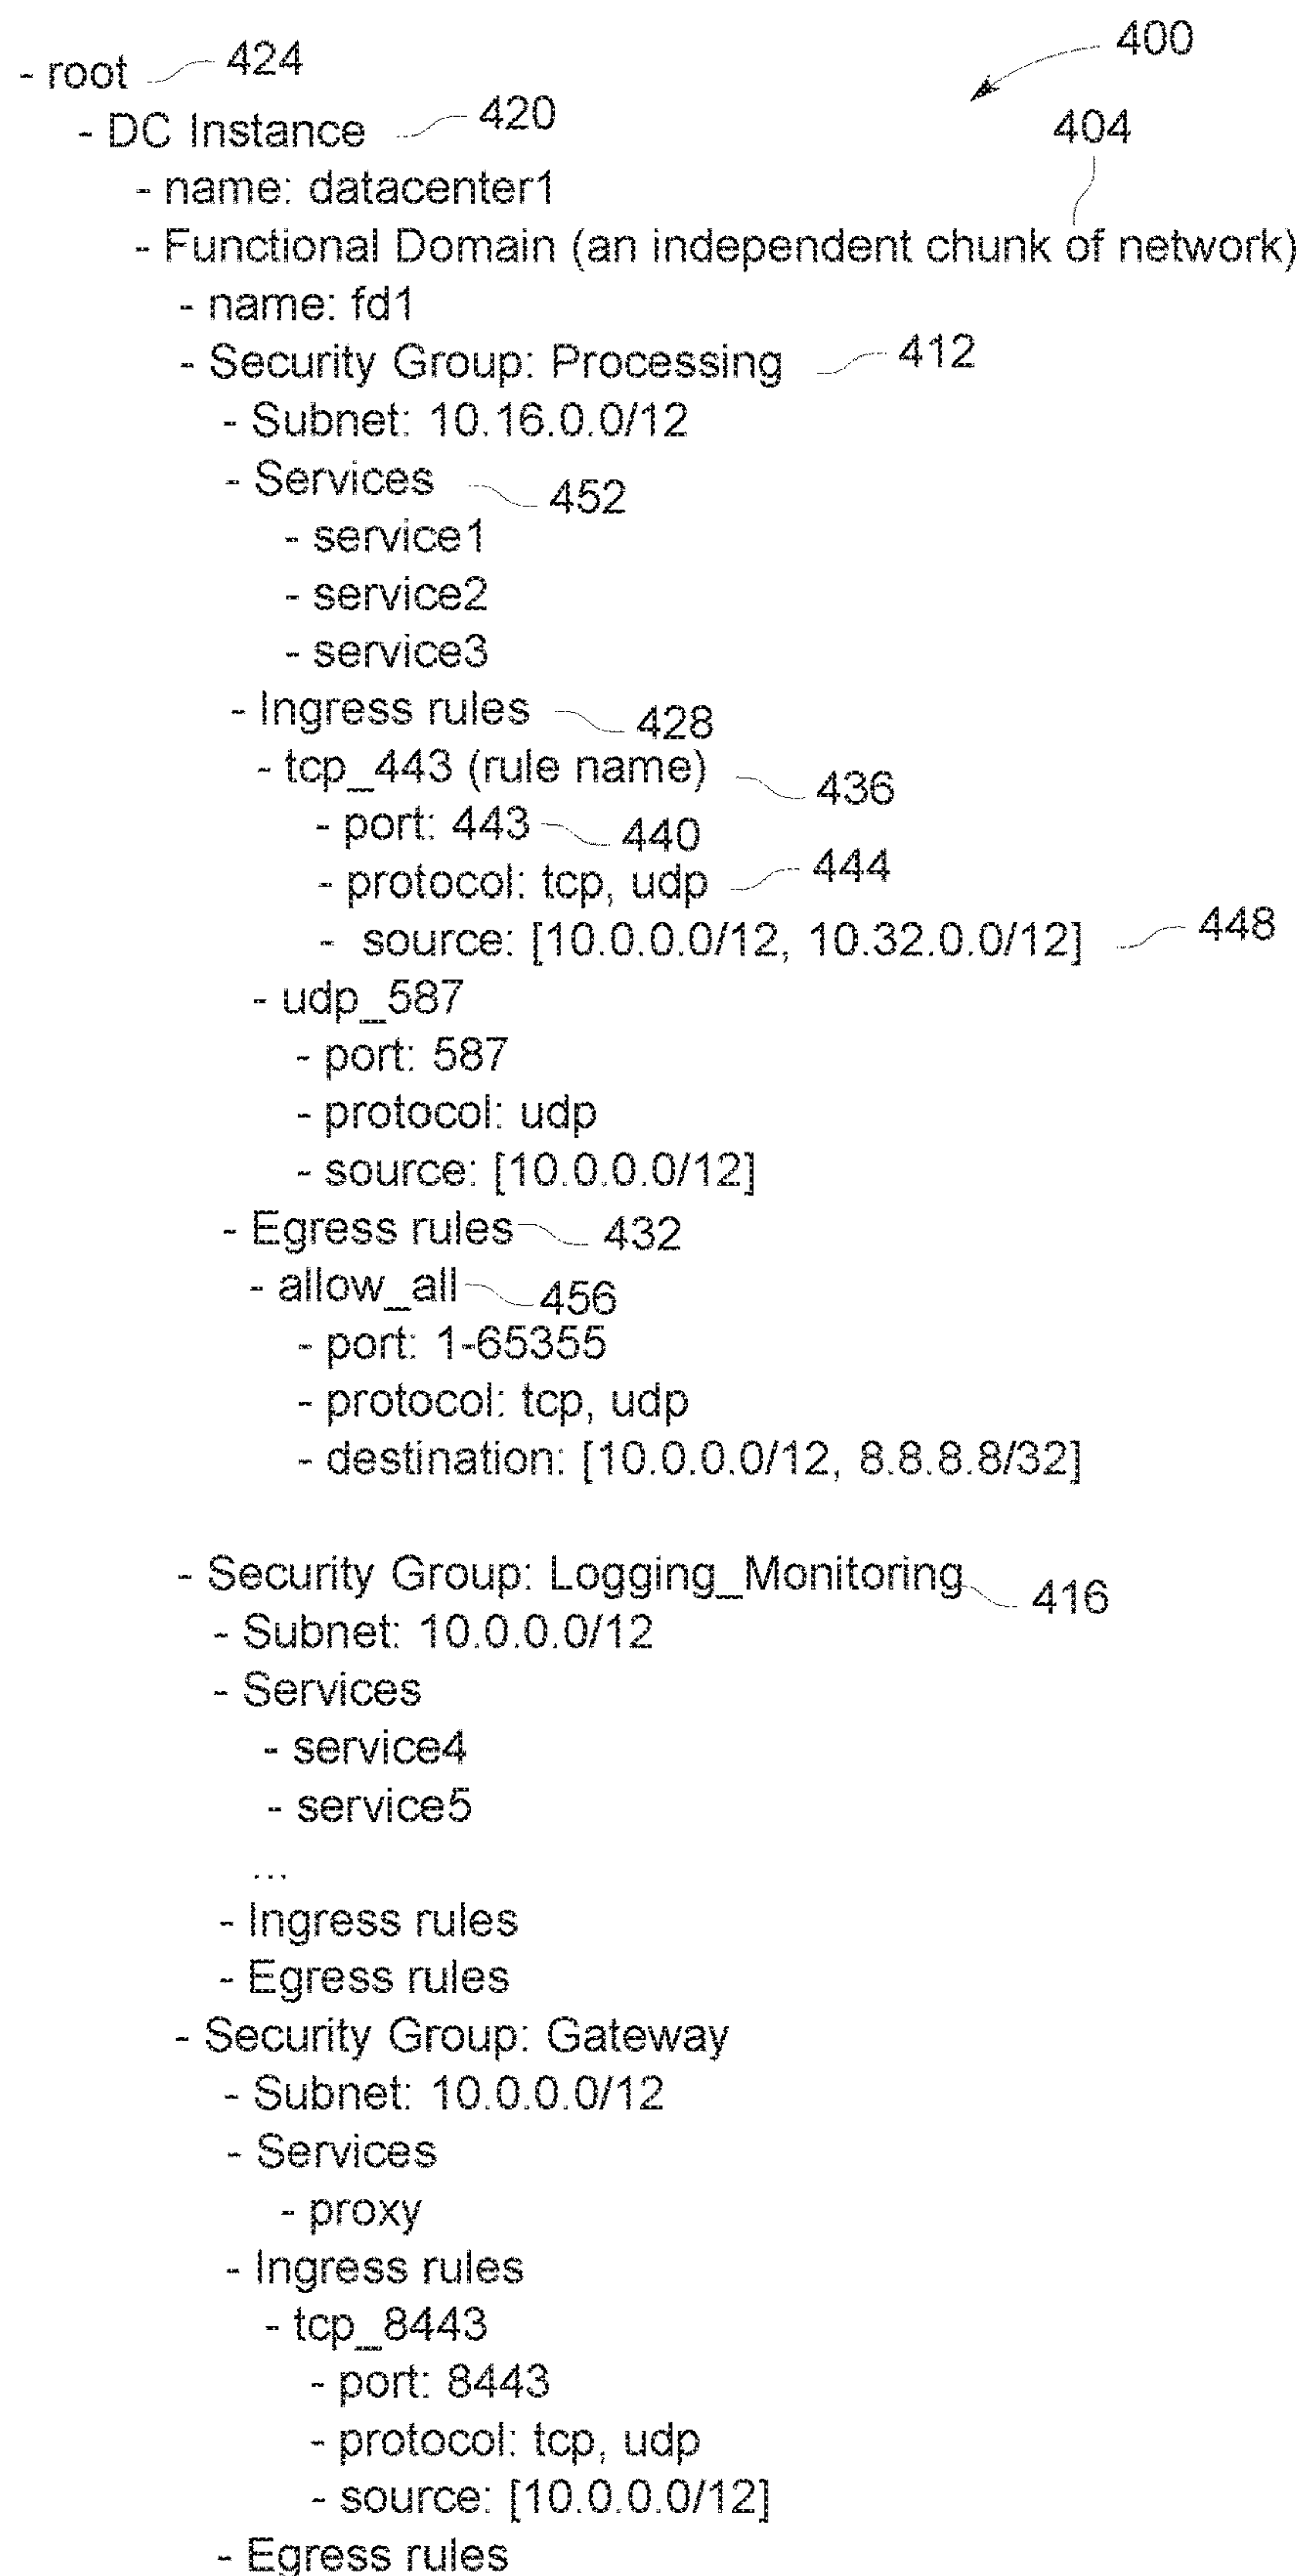 400
- root 424
- DC Instance 420
404
- name: datacenter1
- Functional Domain (an independent chunk of network)
- name: fd1
- Security Group: Processing 412
- Subnet: 10.16.0.0/12
- Services 452
- service1
- service2
- service3
- Ingress rules 428
- tcp_443 (rule name) 436
- port: 443 440
- protocol: tcp, udp 444
- source: [10.0.0.0/12, 10.32.0.0/12] 448
- udp_587
- port: 587
- protocol: udp
- source: [10.0.0.0/12]
- Egress rules 432
- allow_all 456
- port: 1-65355
- protocol: tcp, udp
- destination: [10.0.0.0/12, 8.8.8.8/32]
- Security Group: Logging_Monitoring 416
- Subnet: 10.0.0.0/12
- Services
- service4
- service5
...
- Ingress rules
- Egress rules
- Security Group: Gateway
- Subnet: 10.0.0.0/12
- Services
- proxy
- Ingress rules
- tcp_8443
- port: 8443
- protocol: tcp, udp
- source: [10.0.0.0/12]
- Egress rules